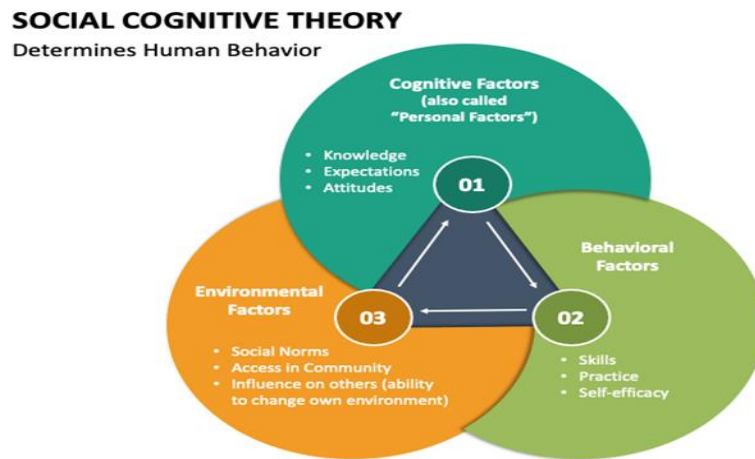 SOCIAL COGNITIVE THEORY
Determines Human Behavior
Cognitive Factors
(also called
“Personal Factors”)
• Knowledge
• Expectations
• Attitudes
01
Behavioral
Factors
02
• Skills
• Practice
• Self-efficacy
Environmental
Factors
03
• Social Norms
• Access in Community
• Influence on others (ability
to change own environment)